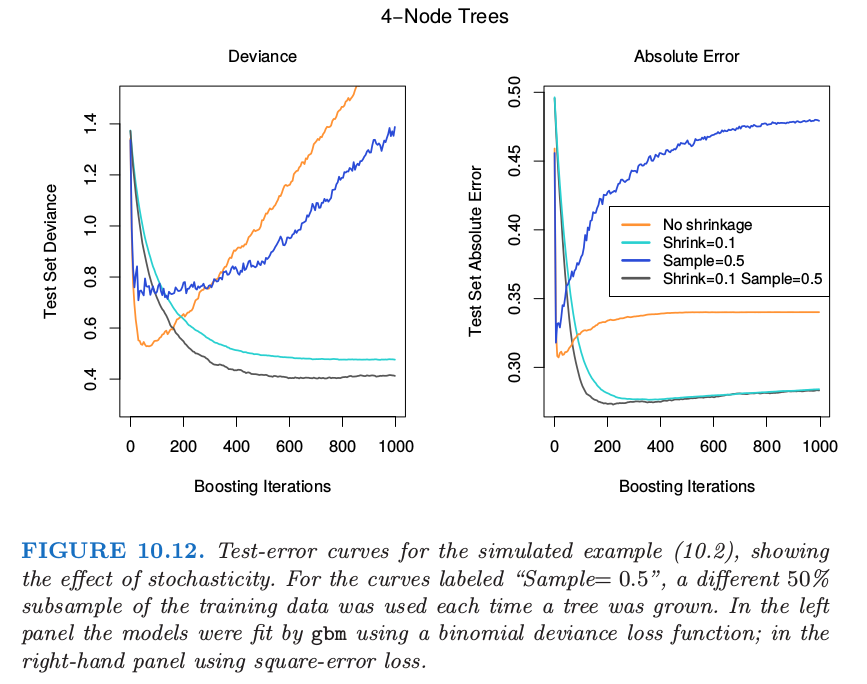 4−Node Trees
Deviance
Absolute Error
Test Set Deviance
0.4
0.6
0.8
1.0
1.2
1.4
0
200
400
600
800
1000
Boosting Iterations
Test Set Absolute Error
0.30
0.35
0.40
0.45
0.50
No shrinkage
Shrink=0.1
Sample=0.5
Shrink=0.1 Sample=0.5
0
200
400
600
800
1000
Boosting Iterations
FIGURE 10.12. Test-error curves for the simulated example (10.2), showing
the effect of stochasticity. For the curves labeled “Sample= 0.5”, a different 50%
subsample of the training data was used each time a tree was grown. In the left
panel the models were fit by gbm using a binomial deviance loss function; in the
right-hand panel using square-error loss.